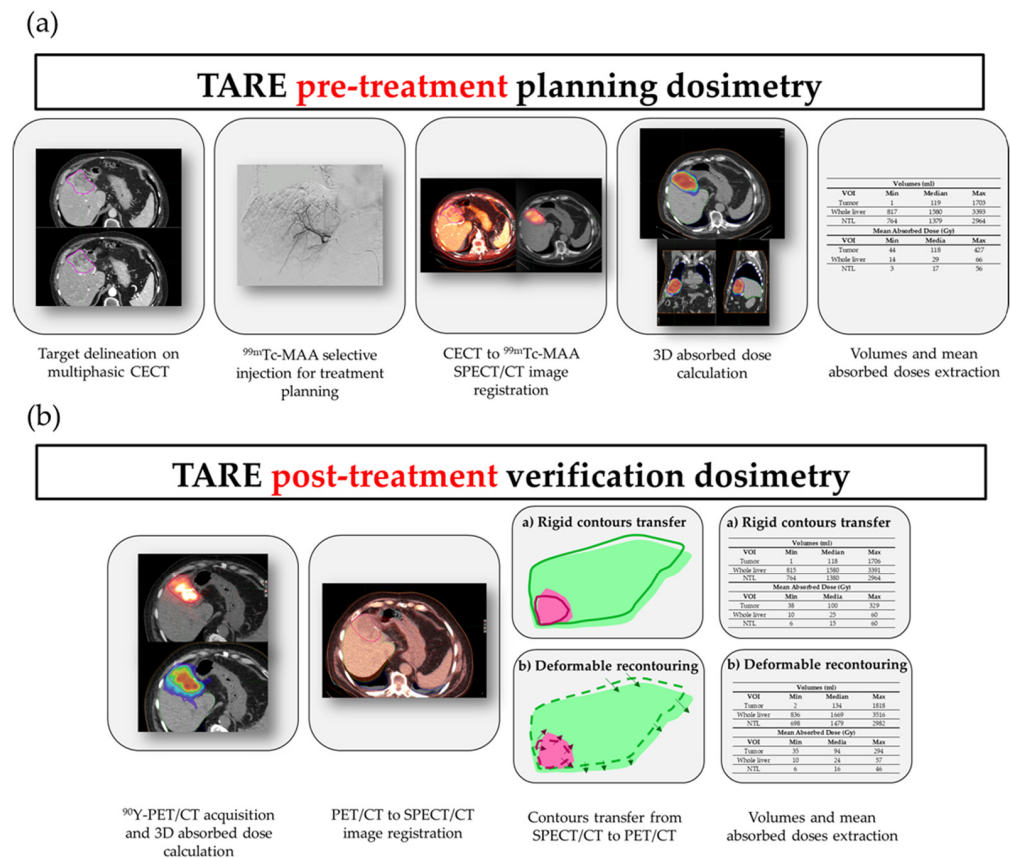 (a)
TARE pre-treatment planning dosimetry
Volumes (ml)
VOI Min Median Max
Tumor 1 119 1703
Whole liver 817 1580 3393
NTL 764 1379 2964
Mean Absorbed Dose (Gy)
VOI Min Media Max
Tumor 44 118 427
Whole liver 14 29 66
NTL 3 17 56
Target delineation on
multiphasic CECT
99mTc-MAA selective
injection for treatment
planning
CECT to 99mTc-MAA
SPECT/CT image
registration
3D absorbed dose
calculation
Volumes and mean
absorbed doses extraction
(b)
TARE post-treatment verification dosimetry
a) Rigid contours transfer
a) Rigid contours transfer
Volumes (ml)
VOI Min Median Max
Tumor 1 118 1706
Whole liver 815 1580 3391
NTL 764 1380 2964
Mean Absorbed Dose (Gy)
VOI Min Media Max
Tumor 38 100 329
Whole liver 10 25 60
NTL 6 15 60
b) Deformable recontouring
b) Deformable recontouring
Volumes (ml)
VOI Min Median Max
Tumor 2 134 1818
Whole liver 836 1669 3516
NTL 698 1479 2982
Mean Absorbed Dose (Gy)
VOI Min Media Max
Tumor 35 94 294
Whole liver 10 24 57
NTL 6 16 46
90Y-PET/CT acquisition
and 3D absorbed dose
calculation
PET/CT to SPECT/CT
image registration
Contours transfer from
SPECT/CT to PET/CT
Volumes and mean
absorbed doses extraction